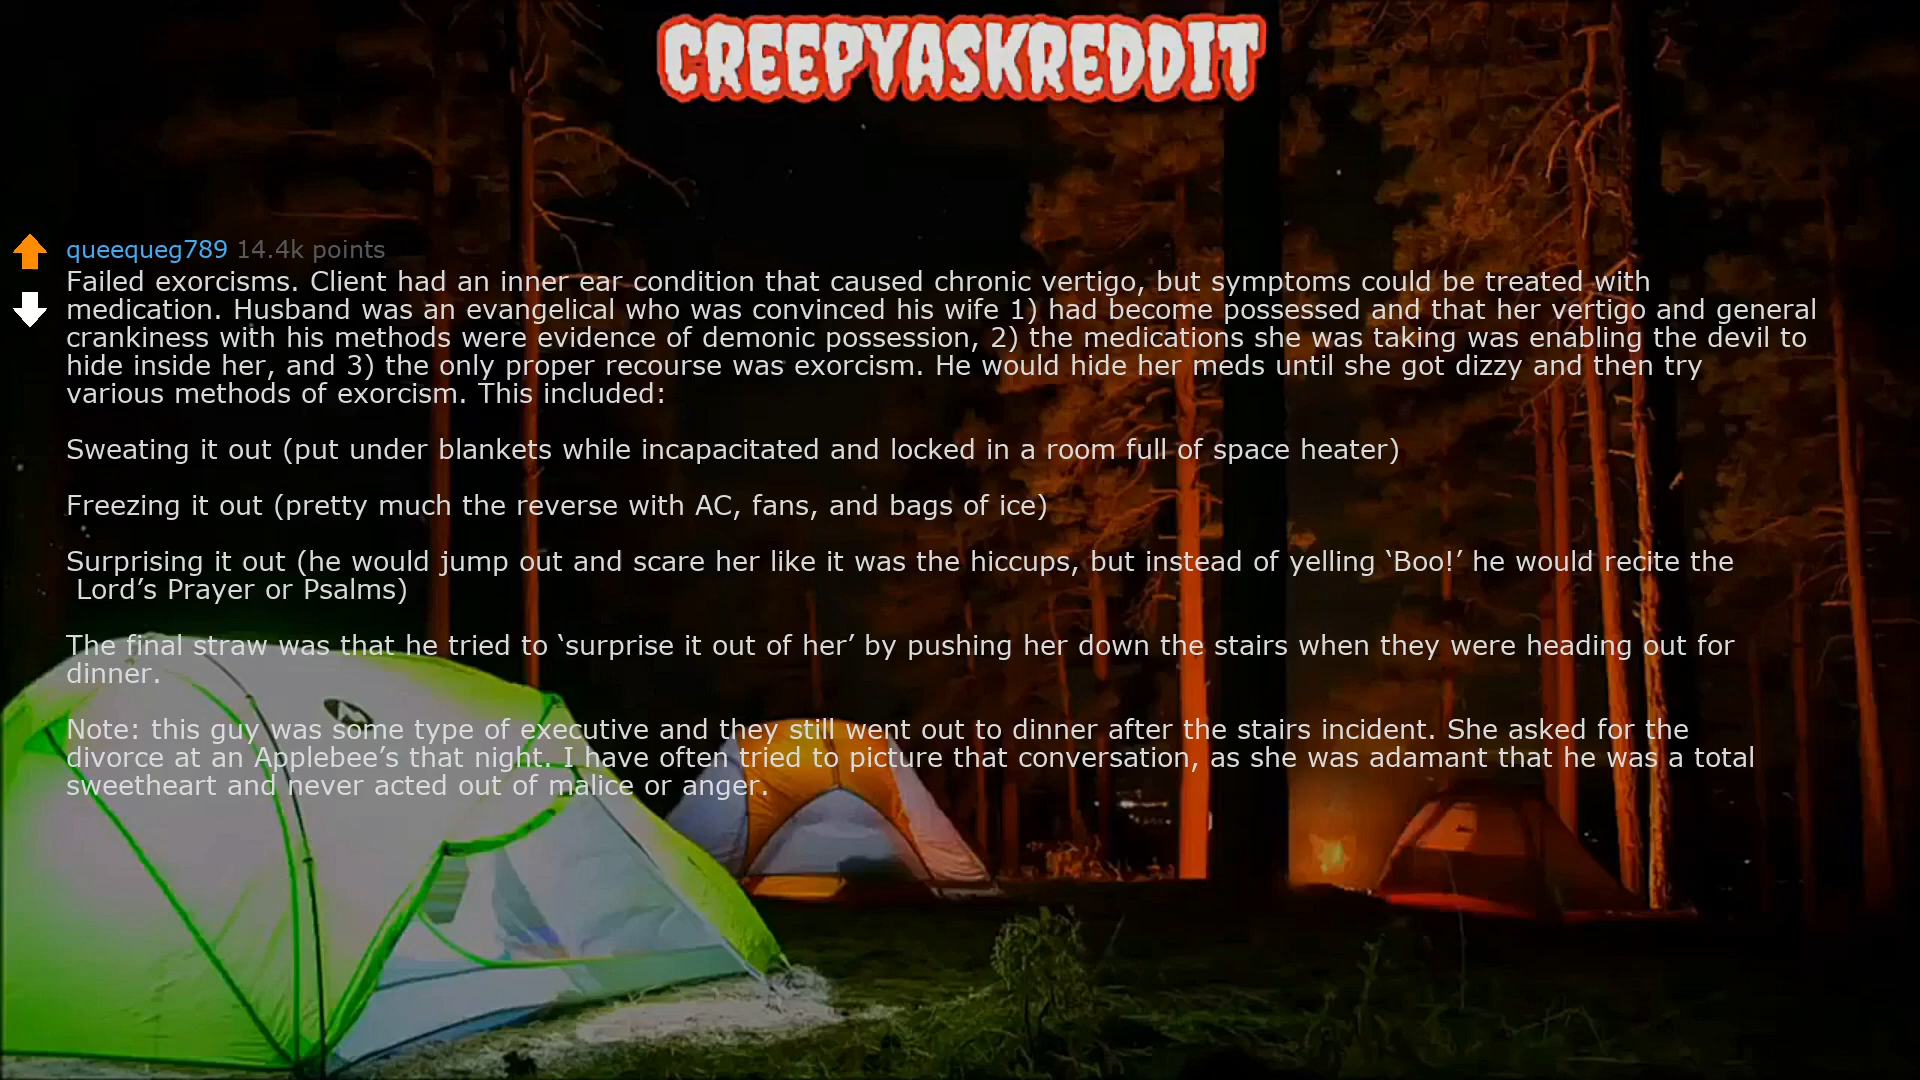 CREEPYASKREDDIT
queequeg789 14.4k points
Failed exorcisms. Client had an inner ear condition that caused chronic vertigo, but symptoms could be treated with
medication. Husband was an evangelical who was convinced his wife 1) had become possessed and that her vertigo and general
crankiness with his methods were evidence of demonic possession, 2) the medications she was taking was enabling the devil to
hide inside her, and 3) the only proper recourse was exorcism. He would hide her meds until she got dizzy and then try
various methods of exorcism. This included:
Sweating it out (put under blankets while incapacitated and locked in a room full of space heater)
Freezing it out (pretty much the reverse with AC, fans, and bags of ice)
Surprising it out (he would jump out and scare her like it was the hiccups, but instead of yelling ‘Boo!’ he would recite the
Lord’s Prayer or Psalms)
The final straw was that he tried to ‘surprise it out of her’ by pushing her down the stairs when they were heading out for
dinner.
Note: this guy was some type of executive and they still went out to dinner after the stairs incident. She asked for the
divorce at an Applebee’s that night. I have often tried to picture that conversation, as she was adamant that he was a total
sweetheart and never acted out of malice or anger.